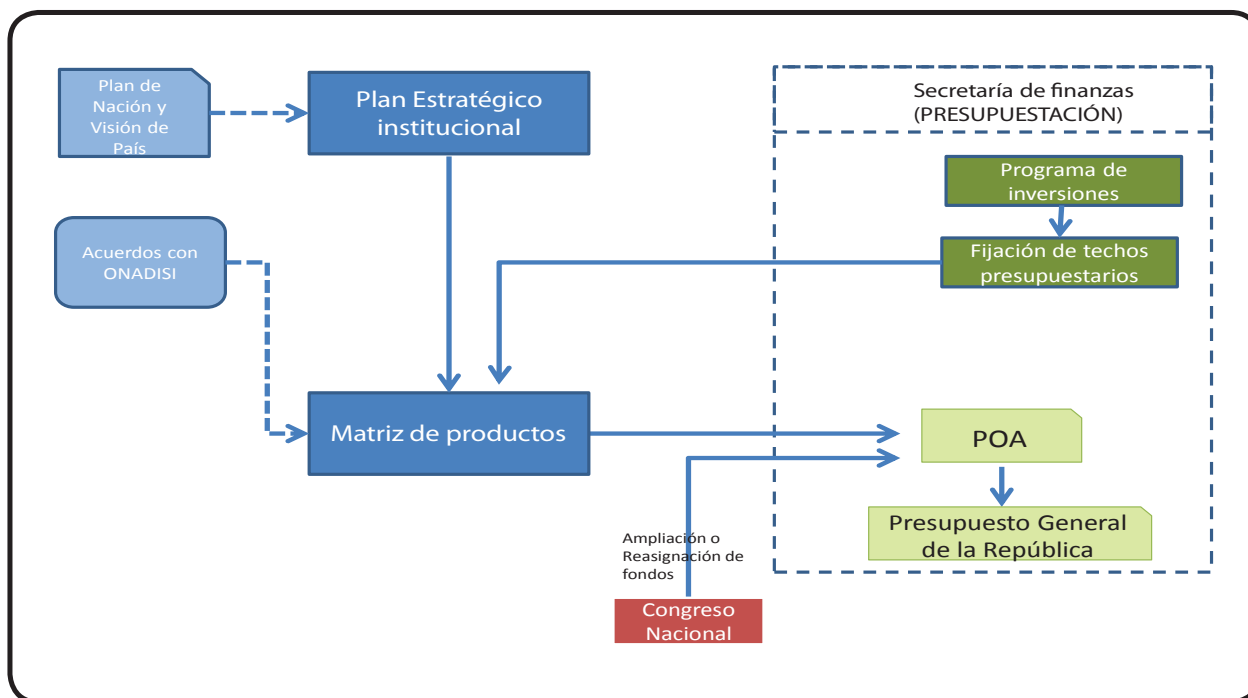 Plan de
Nación y
Visión de
País
Plan Estratégico
institucional
Secretaría de finanzas
(PRESUPUESTACIÓN)
Programa de
inversiones
Acuerdos con
ONADISI
Fijación de techos
presupuestarios
Matriz de productos
POA
Presupuesto General
de la República
Ampliación o
Reasignación de
fondos
Congreso
Nacional